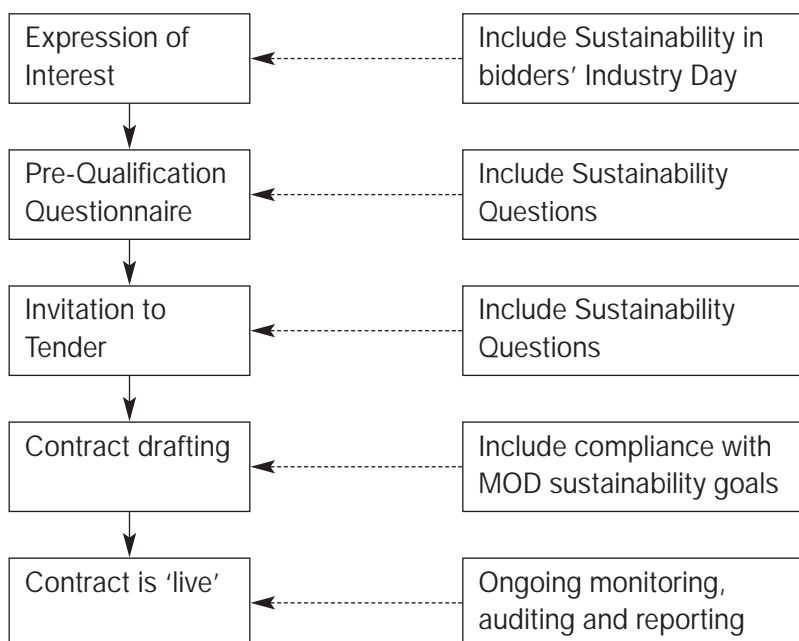 Expression of
Interest
Include Sustainability in
bidders’ Industry Day
Pre-Qualification
Questionnaire
Include Sustainability
Questions
Invitation to
Tender
Include Sustainability
Questions
Contract drafting
Include compliance with
MOD sustainability goals
Contract is ‘live’
Ongoing monitoring,
auditing and reporting